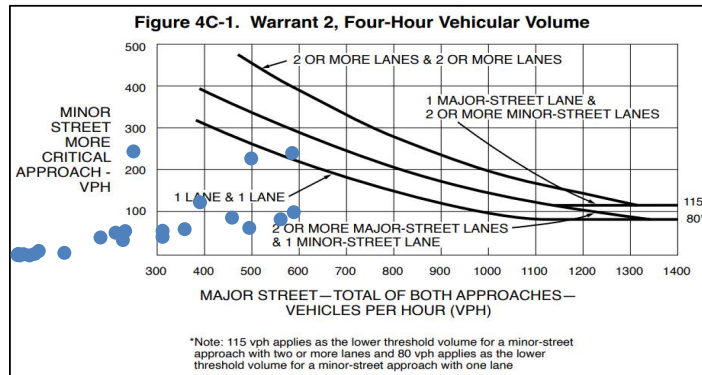 Figure 4C-1. Warrant 2, Four-Hour Vehicular Volume
500
400
300
200
100
MINOR
STREET
MORE
CRITICAL
APPROACH -
VPH
2 OR MORE LANES & 2 OR MORE LANES
1 MAJOR-STREET LANE &
2 OR MORE MINOR-STREET LANES
1 LANE & 1 LANE
2 OR MORE MAJOR-STREET LANES
& 1 MINOR-STREET LANE
115
80*
300 400 500 600 700 800 900 1000 1100 1200 1300 1400
MAJOR STREET—TOTAL OF BOTH APPROACHES—
VEHICLES PER HOUR (VPH)
*Note: 115 vph applies as the lower threshold volume for a minor-street
approach with two or more lanes and 80 vph applies as the lower
threshold volume for a minor-street approach with one lane